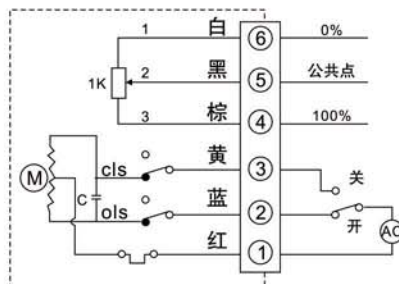 1 白 ⑥ 0%
1K 2 黑 ⑤ 公共点
3 棕 ④ 100%
cls 黄 ③ 关
M C ols 蓝 ② 开 AC
红 ①